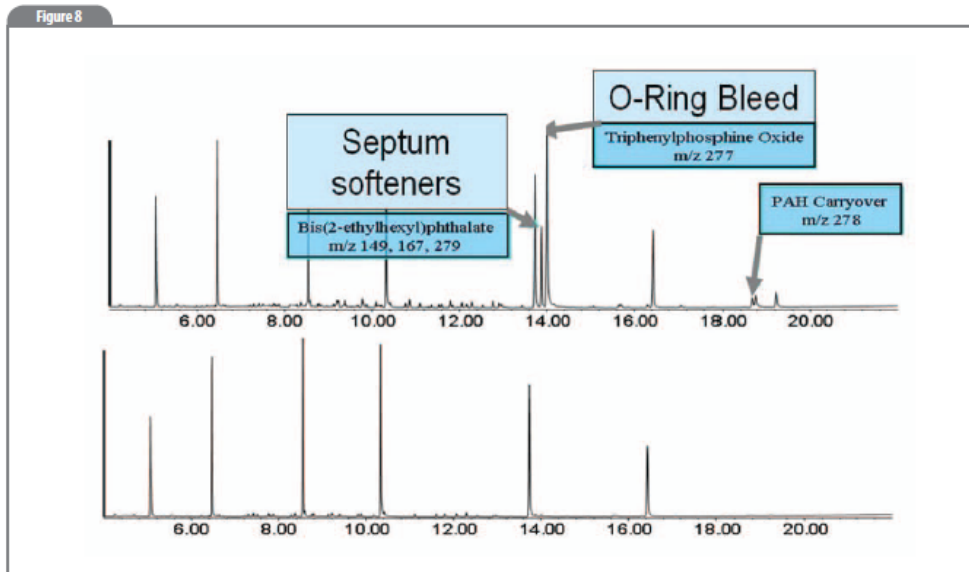 Figure 8
O-Ring Bleed
Triphenylphosphine Oxide
m/z 277
Septum
softeners
Bis(2-ethylhexyl)phthalate
m/z 149, 167, 279
PAH Carryover
m/z 278
6.00 8.00 10.00 12.00 14.00 16.00 18.00 20.00
6.00 8.00 10.00 12.00 14.00 16.00 18.00 20.00